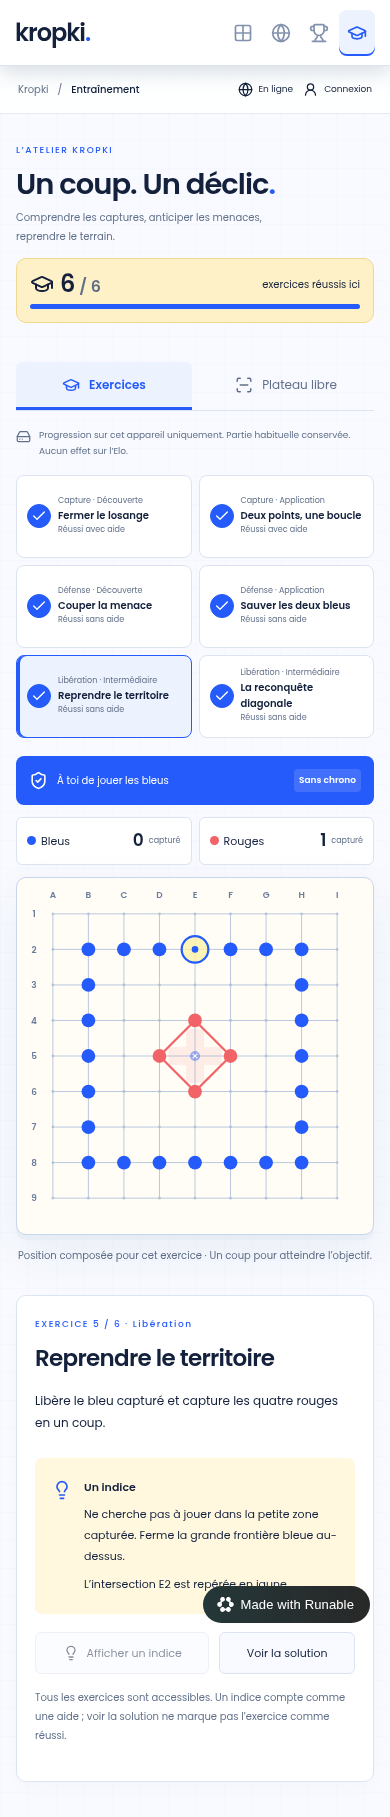 kropki.
Kropki / Entraînement
En ligne
Connexion
L'ATELIER KROPKI
Un coup. Un déclic.
Comprendre les captures, anticiper les menaces,
reprendre le terrain.
6 / 6
exercices réussis ici
Exercices
Plateau libre
Progression sur cet appareil uniquement. Partie habituelle conservée.
Aucun effet sur l'Elo.
Capture · Découverte
Fermer le losange
Réussi avec aide
Capture · Application
Deux points, une boucle
Réussi avec aide
Défense · Découverte
Couper la menace
Réussi sans aide
Défense · Application
Sauver les deux bleus
Réussi sans aide
Libération · Intermédiaire
Reprendre le territoire
Réussi sans aide
Libération · Intermédiaire
La reconquête
diagonale
Réussi sans aide
À toi de jouer les bleus
Sans chrono
Bleus 0 capturé
Rouges 1 capturé
A B C D E F G H I
1
2
3
4
5
6
7
8
9
Position composée pour cet exercice · Un coup pour atteindre l'objectif.
EXERCICE 5 / 6 · Libération
Reprendre le territoire
Libère le bleu capturé et capture les quatre rouges
en un coup.
Un indice
Ne cherche pas à jouer dans la petite zone
capturée. Ferme la grande frontière bleue au-
dessus.
L'intersection E2 est repérée en jaune
Made with Runable
Afficher un indice
Voir la solution
Tous les exercices sont accessibles. Un indice compte comme
une aide ; voir la solution ne marque pas l'exercice comme
réussi.